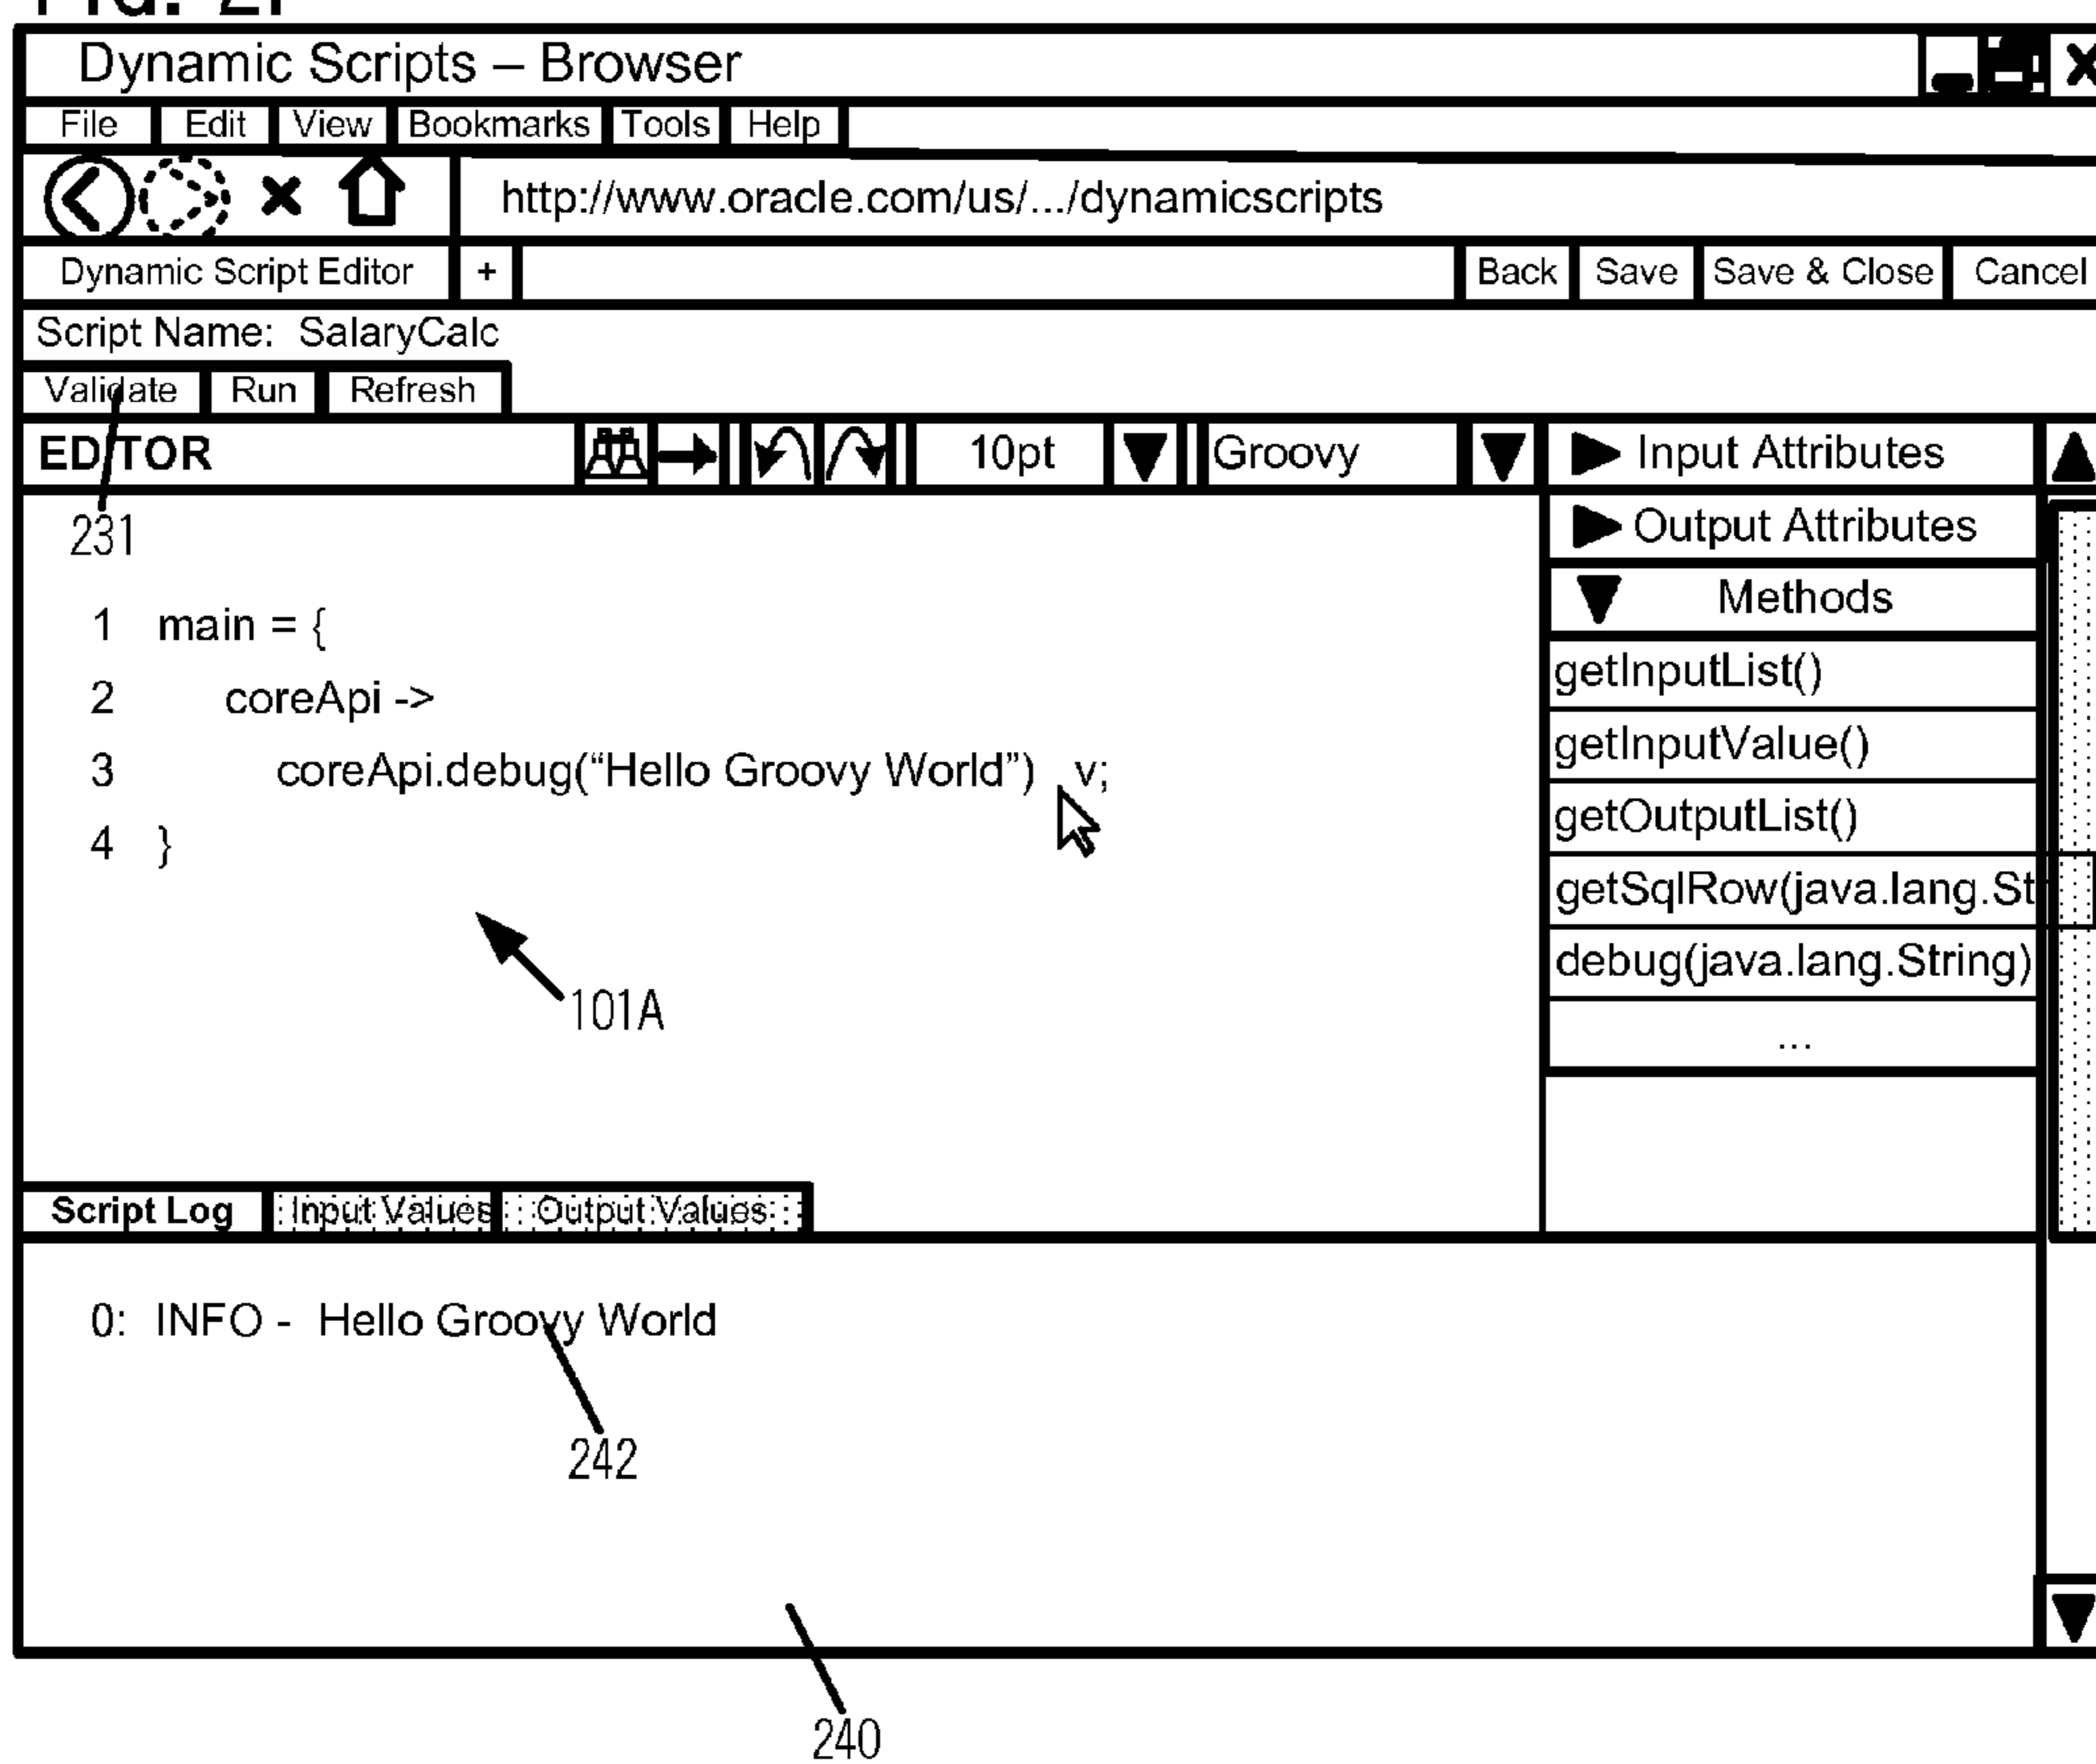 Dynamic Scripts – Browser
File Edit View Bookmarks Tools Help
http://www.oracle.com/us/.../dynamicscripts
Dynamic Script Editor + Back Save Save & Close Cancel
Script Name: SalaryCalc
Validate Run Refresh
EDITOR 10pt Groovy Input Attributes
231
Output Attributes
Methods
1 main = {
2 coreApi ->
3 coreApi.debug(“Hello Groovy World”) v;
4 }
getInputList()
getInputValue()
getOutputList()
getSqlRow(java.lang.St
debug(java.lang.String)
...
101A
Script Log Input Values Output Values
0: INFO - Hello Groovy World
242
240